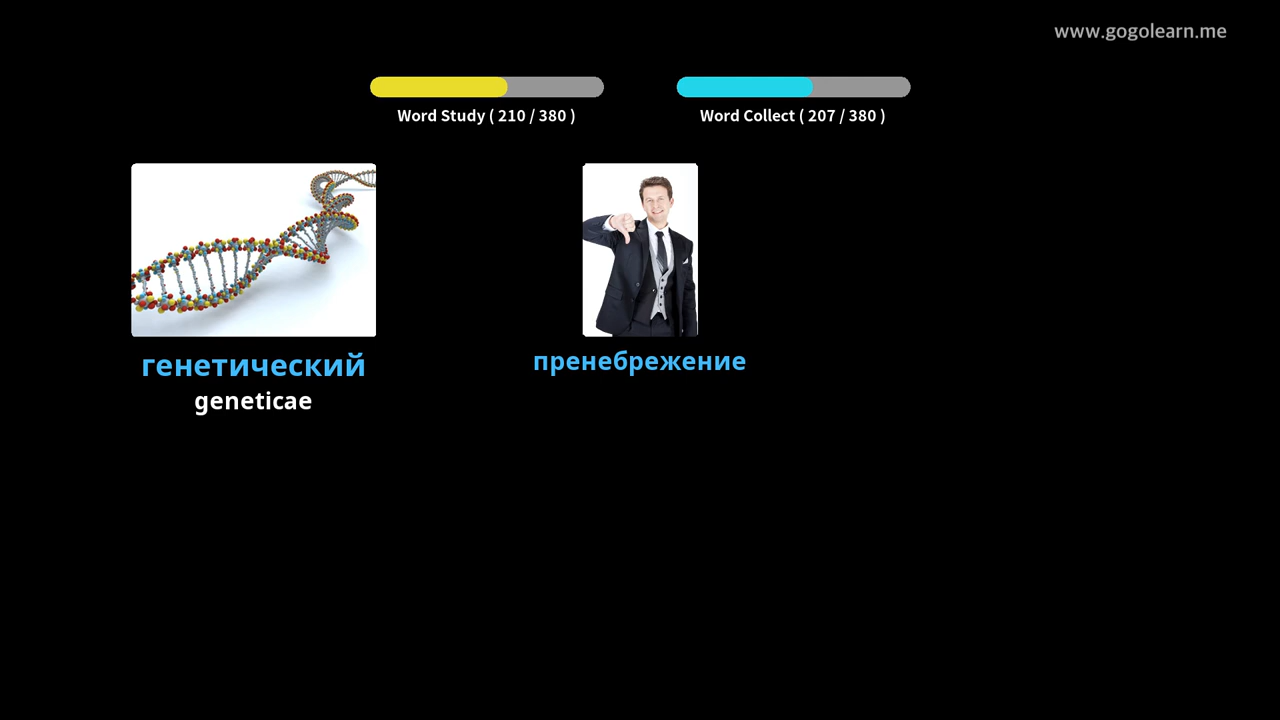 www.gogolearn.me
Word Study ( 210 / 380 )
Word Collect ( 207 / 380 )
генетический
geneticae
пренебрежение